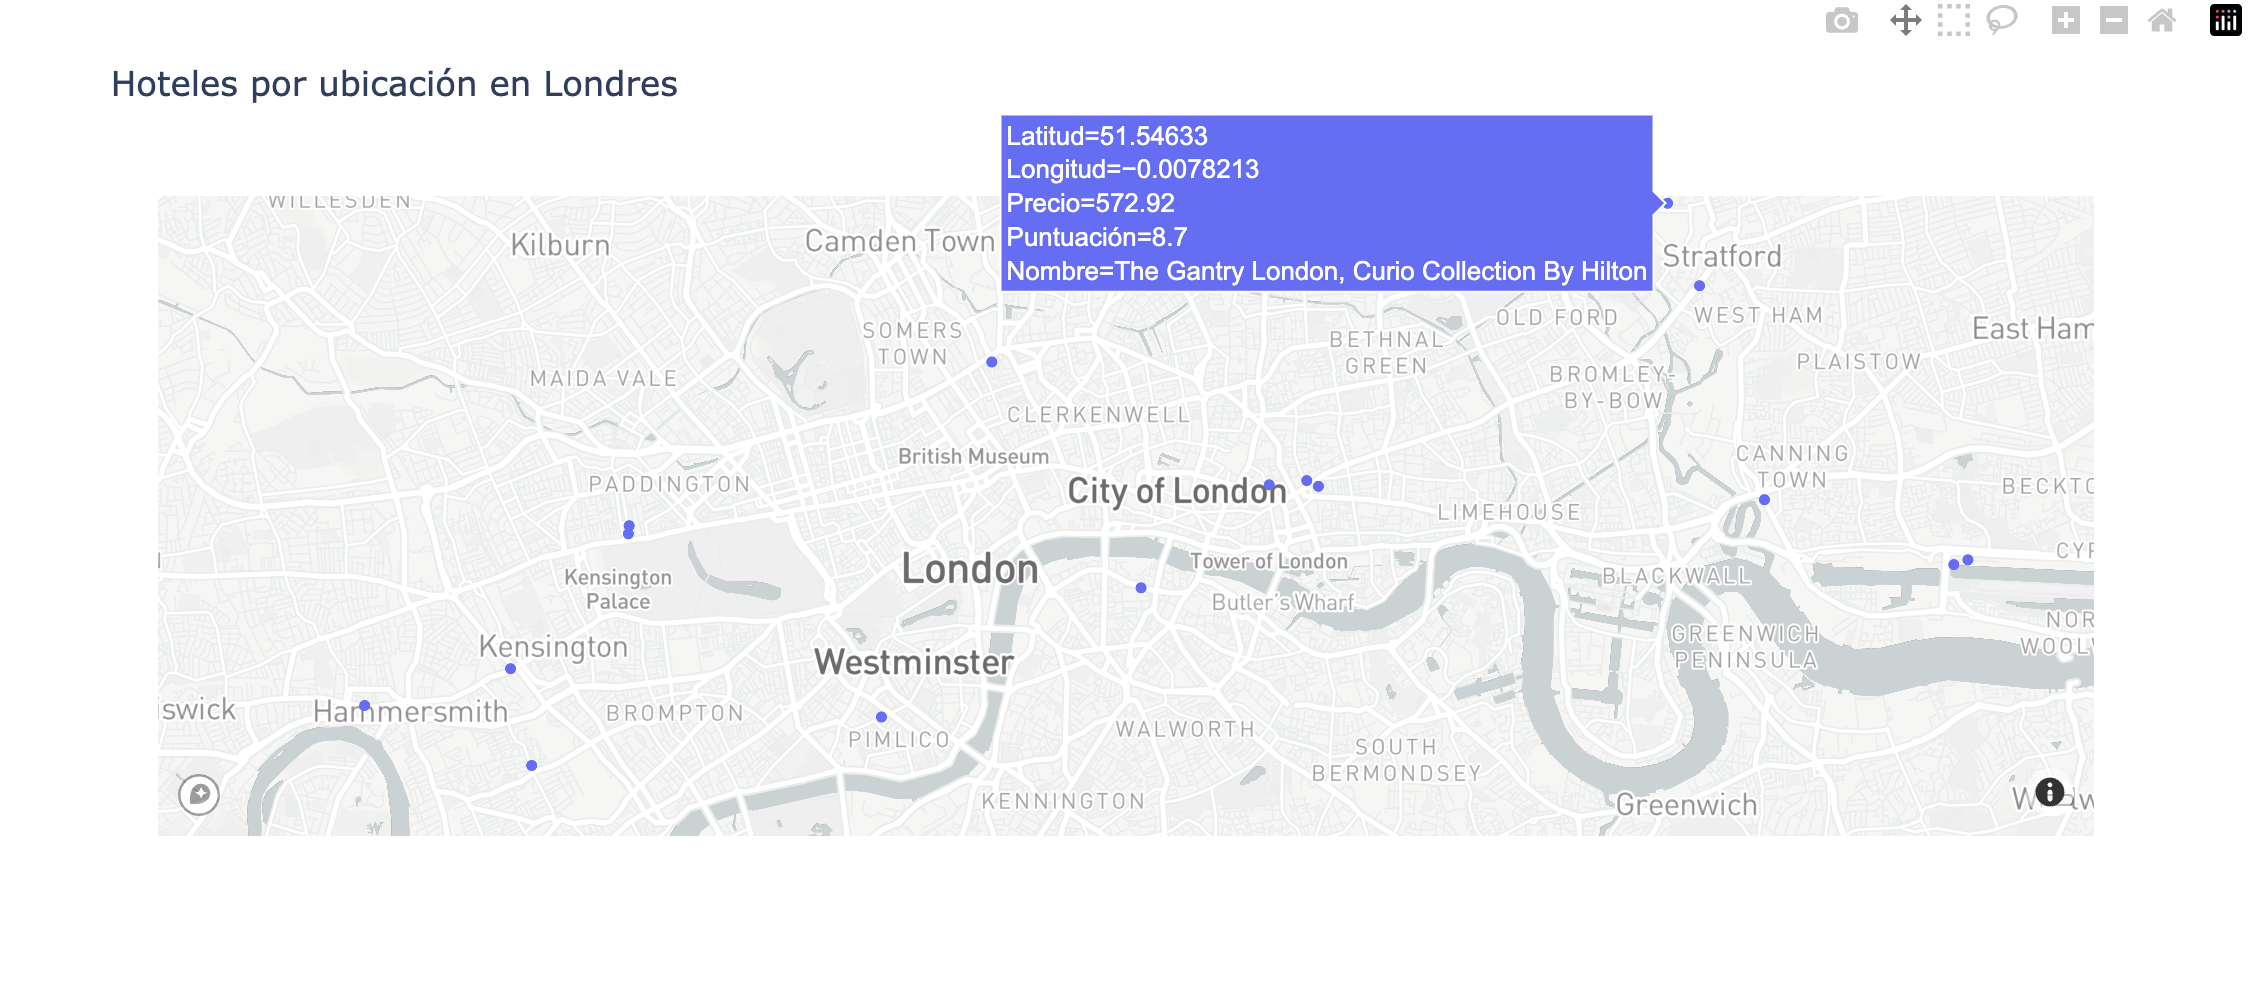 Hoteles por ubicación en Londres
Latitud=51.54633
Longitud=−0.0078213
Precio=572.92
Puntuación=8.7
Nombre=The Gantry London, Curio Collection By Hilton
WILLESDEN
Kilburn
Camden Town
Stratford
SOMERS
TOWN
OLD FORD
WEST HAM
East Ham
BETHNAL
GREEN
PLAISTOW
MAIDA VALE
BROMLEY-
BY-BOW
CLERKENWELL
British Museum
CANNING
TOWN
PADDINGTON
City of London
BECKTO
LIMEHOUSE
London
Tower of London
CYP
Kensington
Palace
BLACKWALL
Butler's Wharf
NOR
WOOLW
Kensington
Westminster
GREENWICH
PENINSULA
iswick
Hammersmith
BROMPTON
PIMLICO
WALWORTH
SOUTH
BERMONDSEY
KENNINGTON
Greenwich